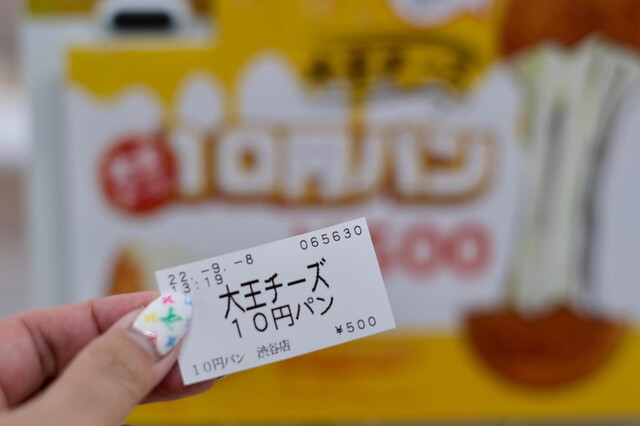 065630
22.-9.-8
13:19
大王チーズ
１０円パン
¥500
１０円パン　渋谷店
10円パン
¥500